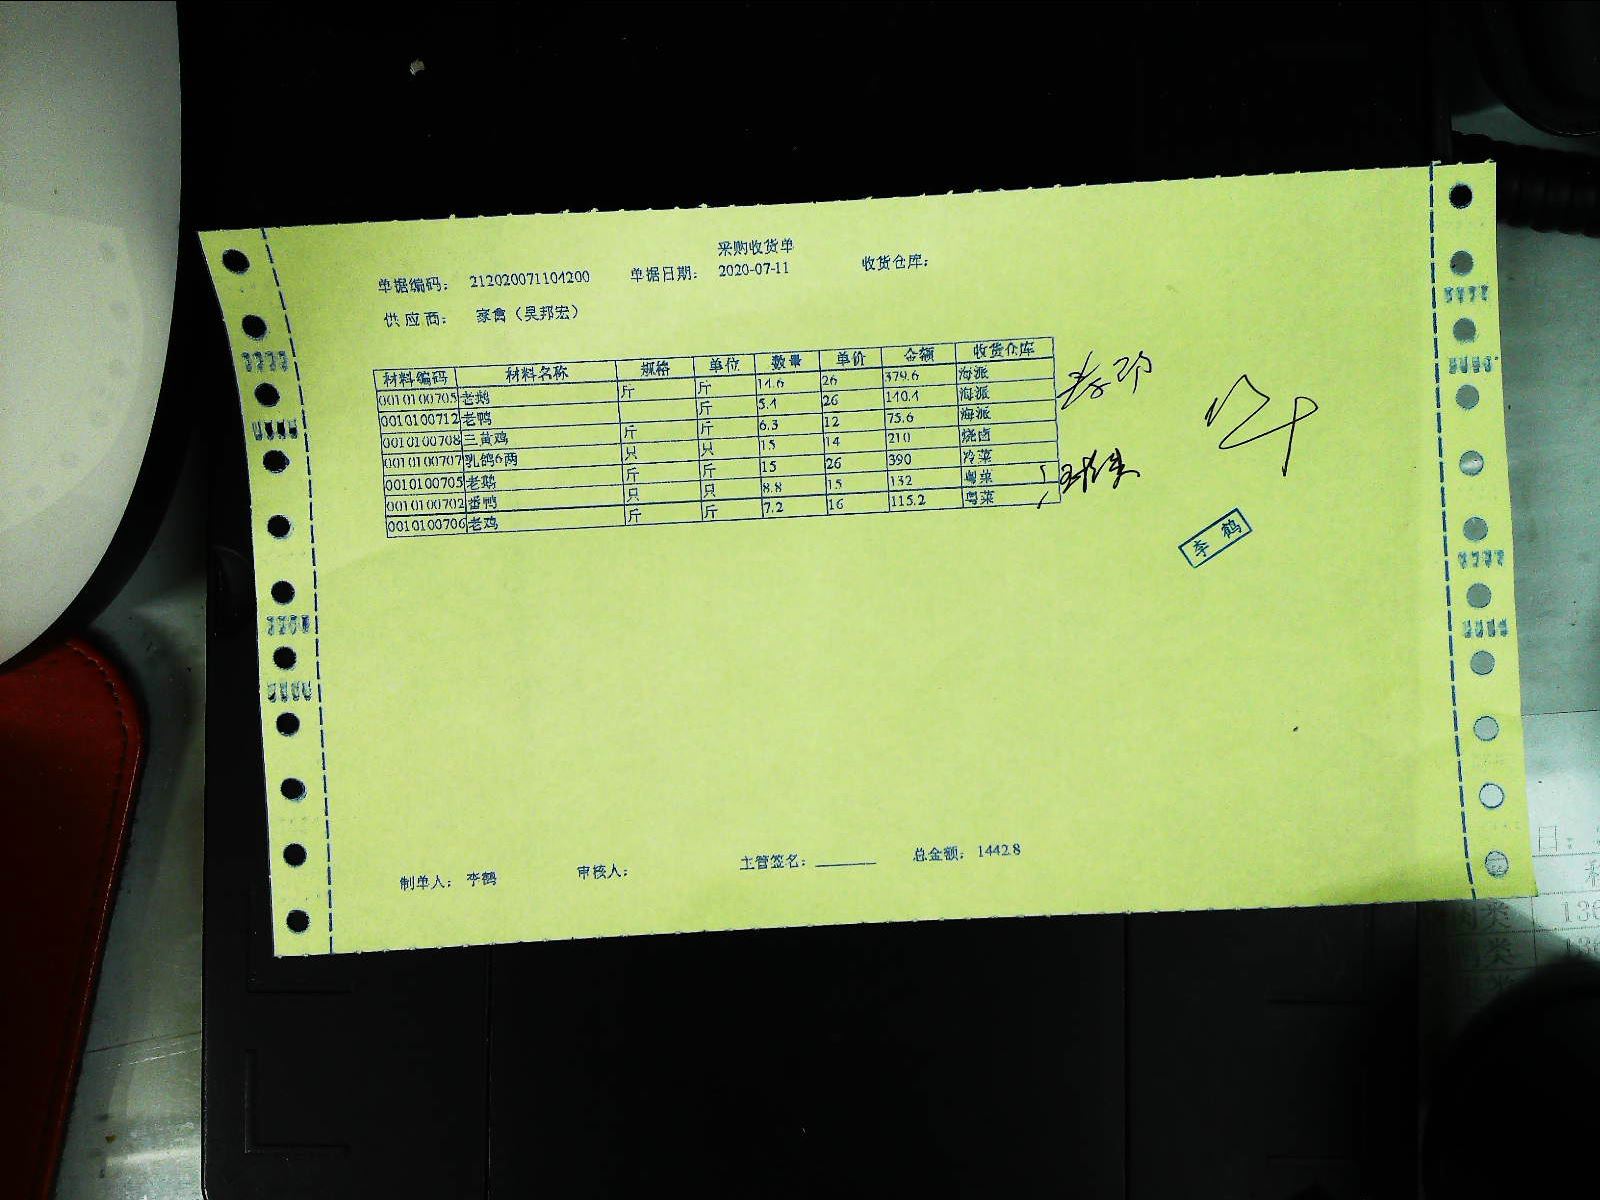 采购收货单
单据编码： 212020071104200 单据日期： 2020-07-11 收货仓库：
供应商： 家禽（吴邦宏）
材料编码 材料名称 规格 单位 数量 单价 金额 收货仓库
0010100705 老鹅 斤 斤 14.6 26 379.6 海派
0010100712 老鸭 斤 5.4 26 140.4 海派
0010100708 三黄鸡 斤 斤 6.3 12 75.6 海派
0010100707 乳鸽6两 只 只 15 14 210 烧卤
0010100705 老鹅 斤 斤 15 26 390 冷菜
0010100702 番鸭 只 只 8.8 15 132 粤菜
0010100706 老鸡 斤 斤 7.2 16 115.2 粤菜
李鹤
制单人： 李鹤 审核人： 主管签名： 总金额： 1442.8